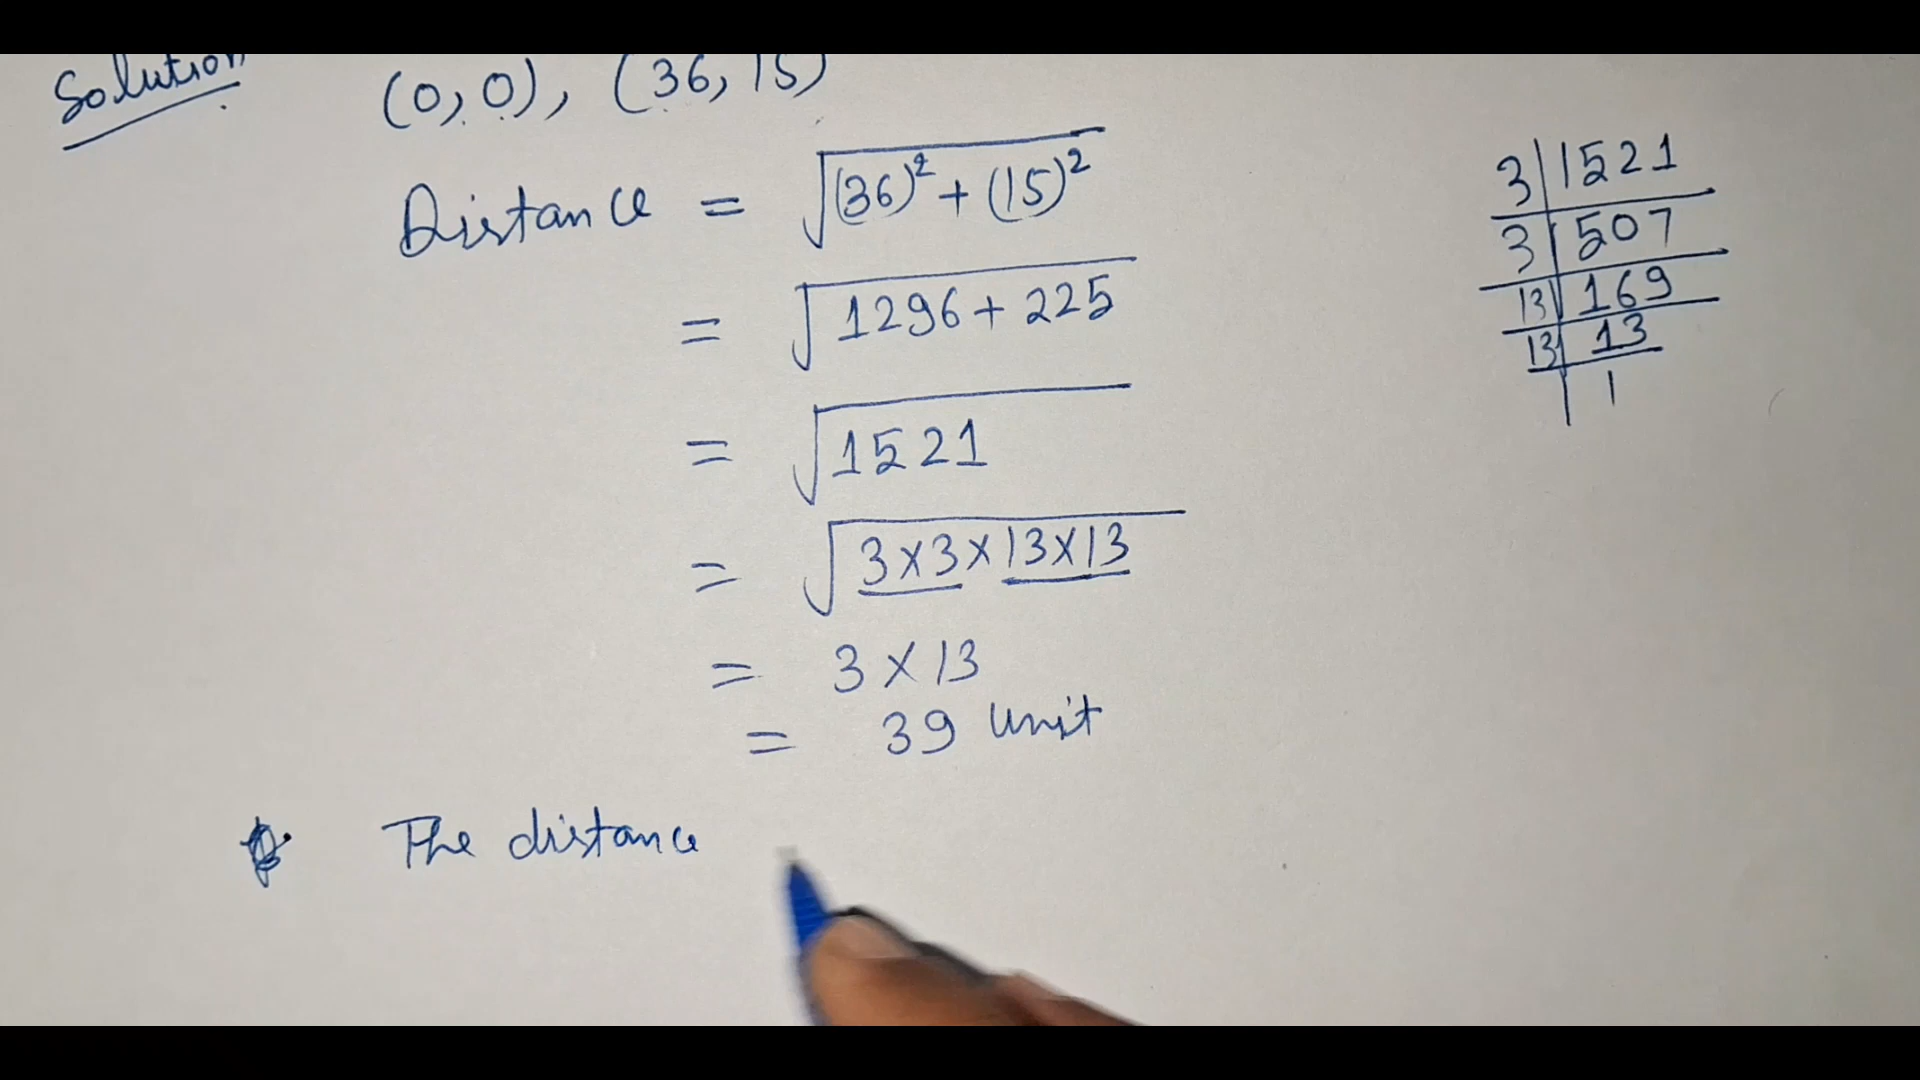 Solution (0,0), (36,15)
Distance = √(36)² + (15)²
= √1296 + 225
= √1521
= √3×3×13×13
= 3×13
= 39 unit
The distance
3 | 1521
3 | 507
13 | 169
13 | 13
| 1